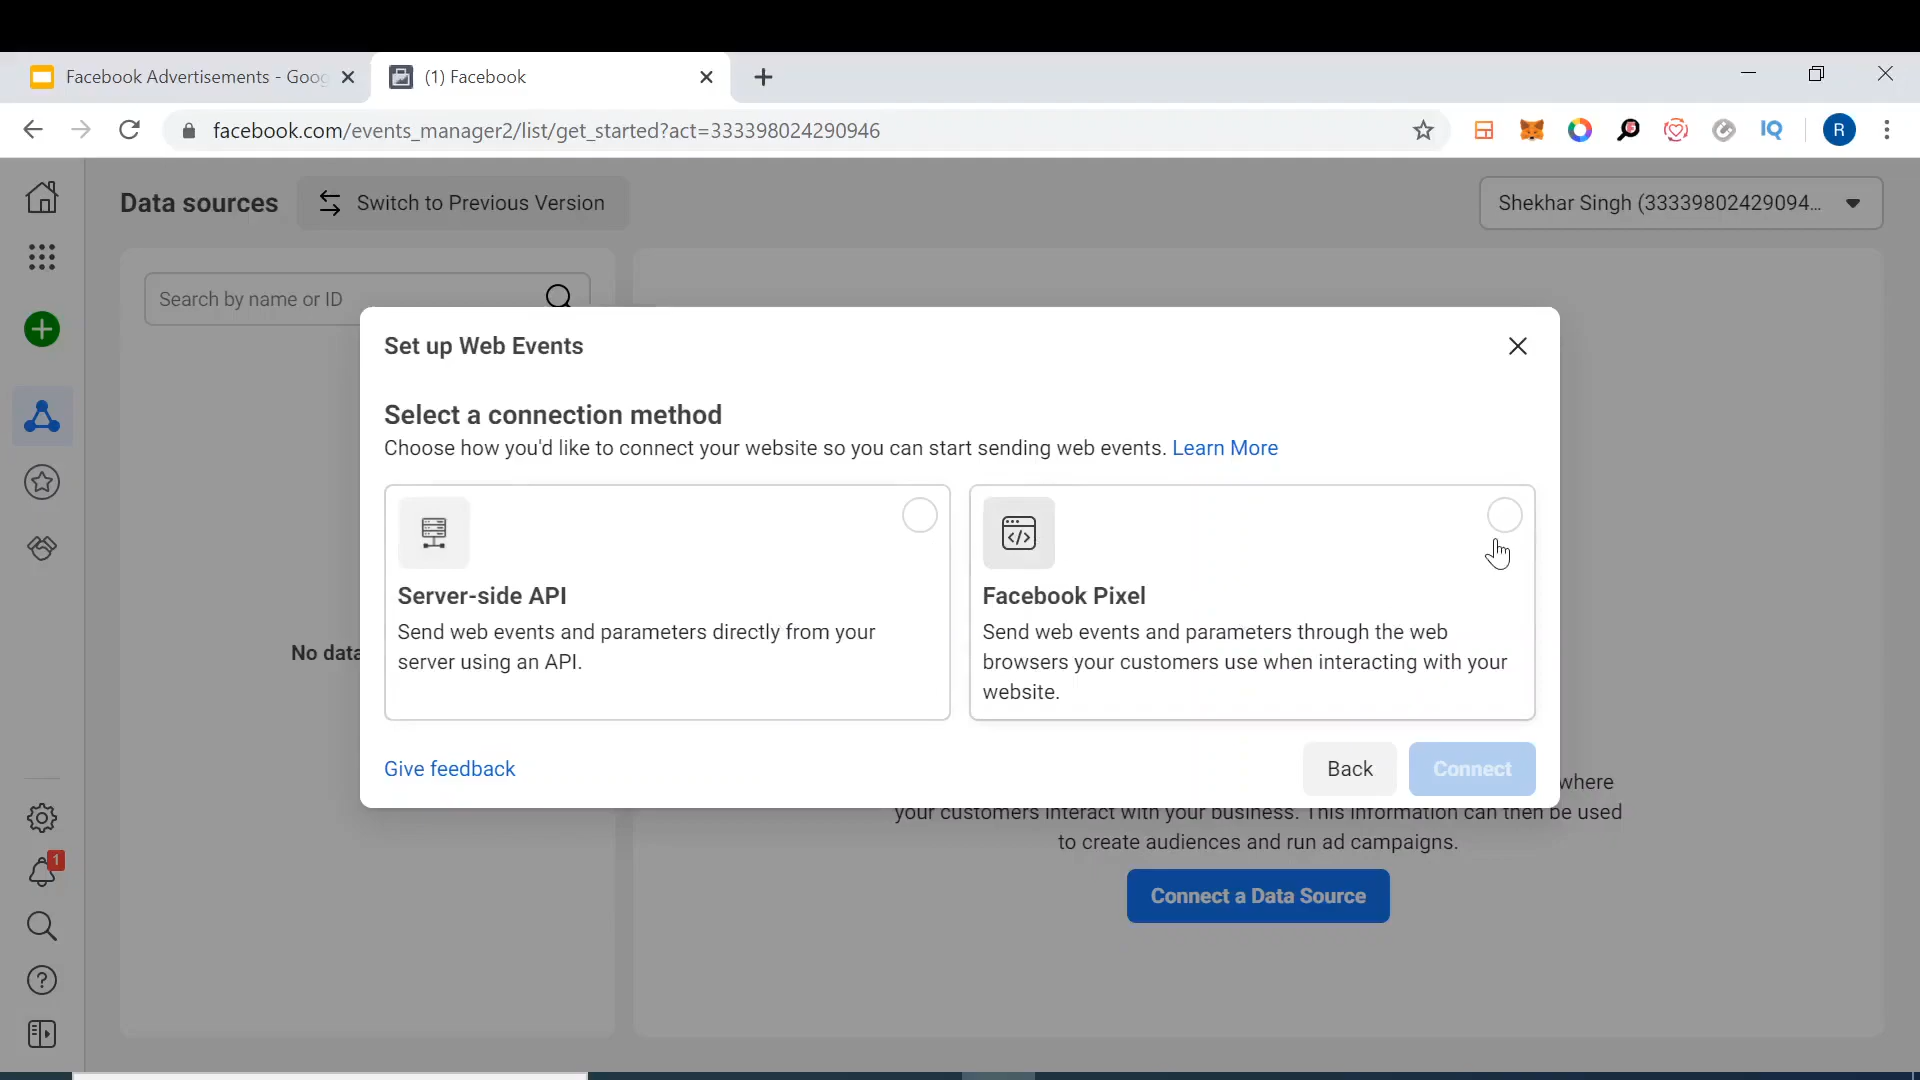 Facebook Advertisements - Goog
(1) Facebook
facebook.com/events_manager2/list/get_started?act=333398024290946
IQ
R
Data sources
Switch to Previous Version
Shekhar Singh (33339802429094...
Search by name or ID
Set up Web Events
Select a connection method
Choose how you'd like to connect your website so you can start sending web events. Learn More
Server-side API
Send web events and parameters directly from your
server using an API.
Facebook Pixel
Send web events and parameters through the web
browsers your customers use when interacting with your
website.
No data
Give feedback
Back
Connect
where
your customers interact with your business. This information can then be used
to create audiences and run ad campaigns.
Connect a Data Source
1